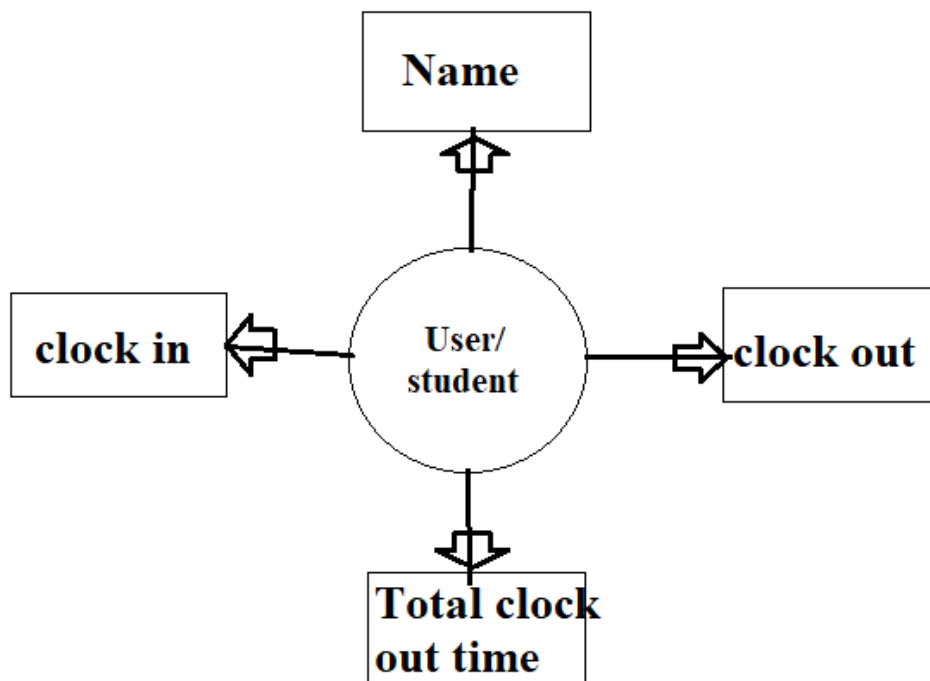 Name
clock in
User/
student
clock out
Total clock
out time